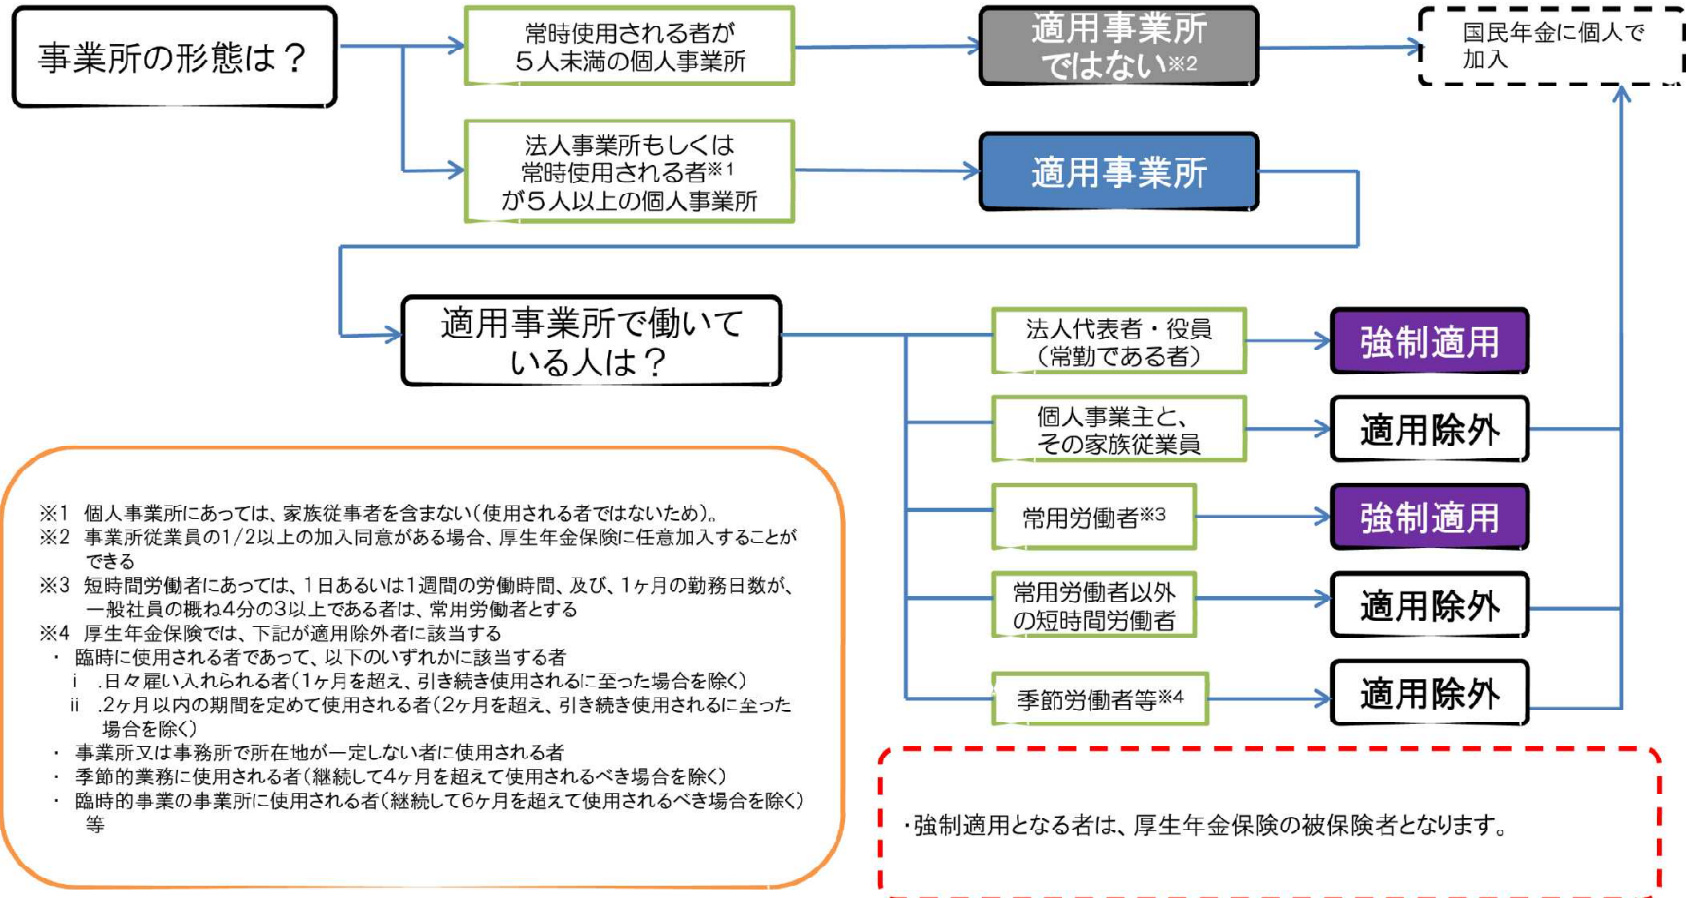 事業所の形態は？
常時使用される者が
５人未満の個人事業所
適用事業所
ではない※2
国民年金に個人で
加入
法人事業所もしくは
常時使用される者※1
が５人以上の個人事業所
適用事業所
適用事業所で働いて
いる人は？
法人代表者・役員
（常勤である者）
強制適用
個人事業主と、
その家族従業員
適用除外
常用労働者※3
強制適用
常用労働者以外
の短時間労働者
適用除外
季節労働者等※4
適用除外
※1 個人事業所にあっては、家族従事者を含まない（使用される者ではないため）。
※2 事業所従業員の1/2以上の加入同意がある場合、厚生年金保険に任意加入することが
できる
※3 短時間労働者にあっては、1日あるいは1週間の労働時間、及び、1ヶ月の勤務日数が、
一般社員の概ね4分の3以上である者は、常用労働者とする
※4 厚生年金保険では、下記が適用除外者に該当する
・ 臨時に使用される者であって、以下のいずれかに該当する者
ⅰ .日々雇い入れられる者（1ヶ月を超え、引き続き使用されるに至った場合を除く）
ⅱ .2ヶ月以内の期間を定めて使用される者（2ヶ月を超え、引き続き使用されるに至った
場合を除く）
・ 事業所又は事務所で所在地が一定しない者に使用される者
・ 季節的業務に使用される者（継続して4ヶ月を超えて使用されるべき場合を除く）
・ 臨時的事業の事業所に使用される者（継続して6ヶ月を超えて使用されるべき場合を除く）
等
・強制適用となる者は、厚生年金保険の被保険者となります。